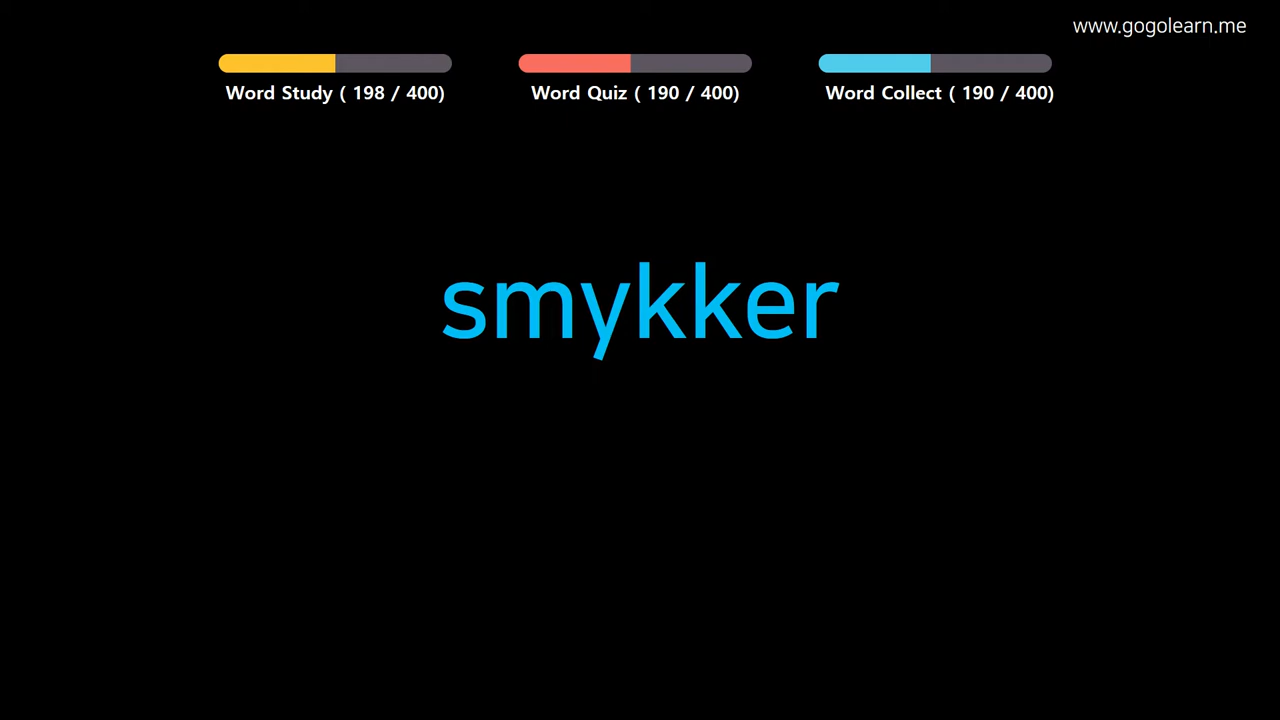 www.gogolearn.me
Word Study ( 198 / 400)
Word Quiz ( 190 / 400)
Word Collect ( 190 / 400)
smykker